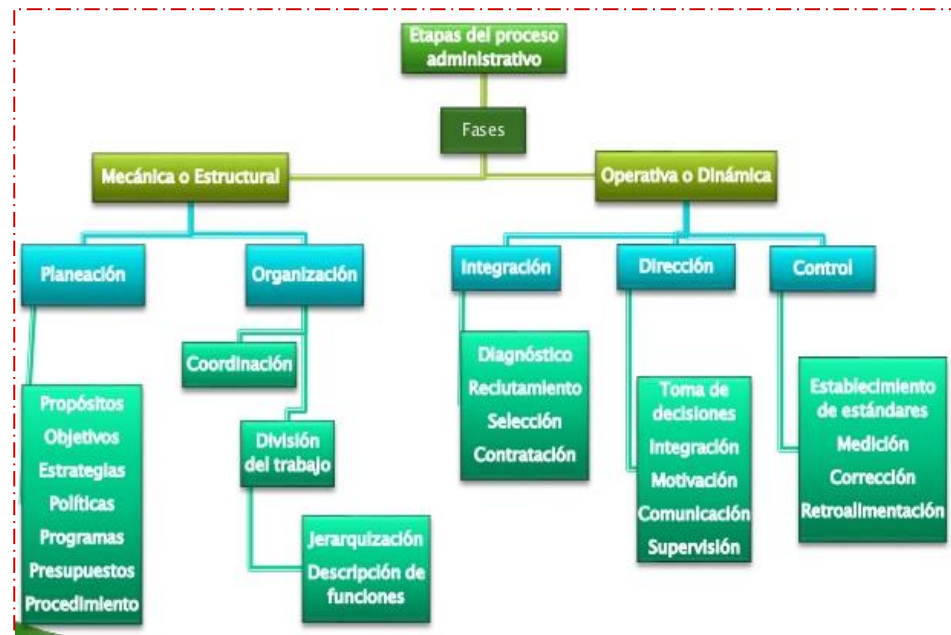 Etapas del proceso
administrativo
Fases
Mecánica o Estructural
Operativa o Dinámica
Planeación
Organización
Integración
Dirección
Control
Coordinación
Propósitos
Objetivos
Estrategias
Políticas
Programas
Presupuestos
Procedimiento
División
del trabajo
Jerarquización
Descripción de
funciones
Diagnóstico
Reclutamiento
Selección
Contratación
Toma de
decisiones
Integración
Motivación
Comunicación
Supervisión
Establecimiento
de estándares
Medición
Corrección
Retroalimentación